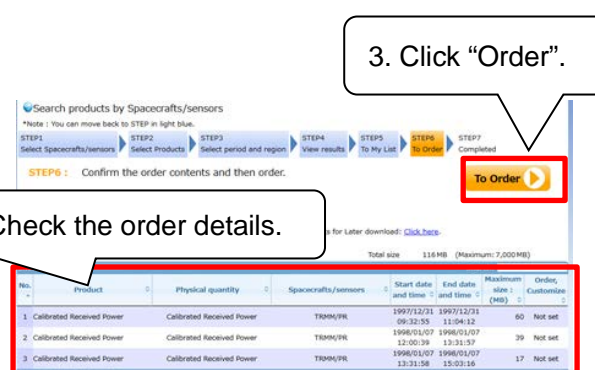 3. Click “Order”.
Search products by Spacecrafts/sensors
*Note : You can move back to STEP in light blue.
STEP1 STEP2 STEP3 STEP4 STEP5 STEP6 STEP7
Select Spacecrafts/sensors Select Products Select period and region View results To My List To Order Completed
STEP6 : Confirm the order contents and then order.
To Order
Check the order details.
s for Later download: Click here.
Total size 116 MB (Maximum: 7,000MB)
No. Product Physical quantity Spacecrafts/sensors Start date and time End date and time Maximum size : (MB) Order, Customize
1 Calibrated Received Power Calibrated Received Power TRMM/PR 1997/12/31 09:32:55 1997/12/31 11:04:12 60 Not set
2 Calibrated Received Power Calibrated Received Power TRMM/PR 1998/01/07 12:00:39 1998/01/07 13:31:57 39 Not set
3 Calibrated Received Power Calibrated Received Power TRMM/PR 1998/01/07 13:31:58 1998/01/07 15:03:16 17 Not set